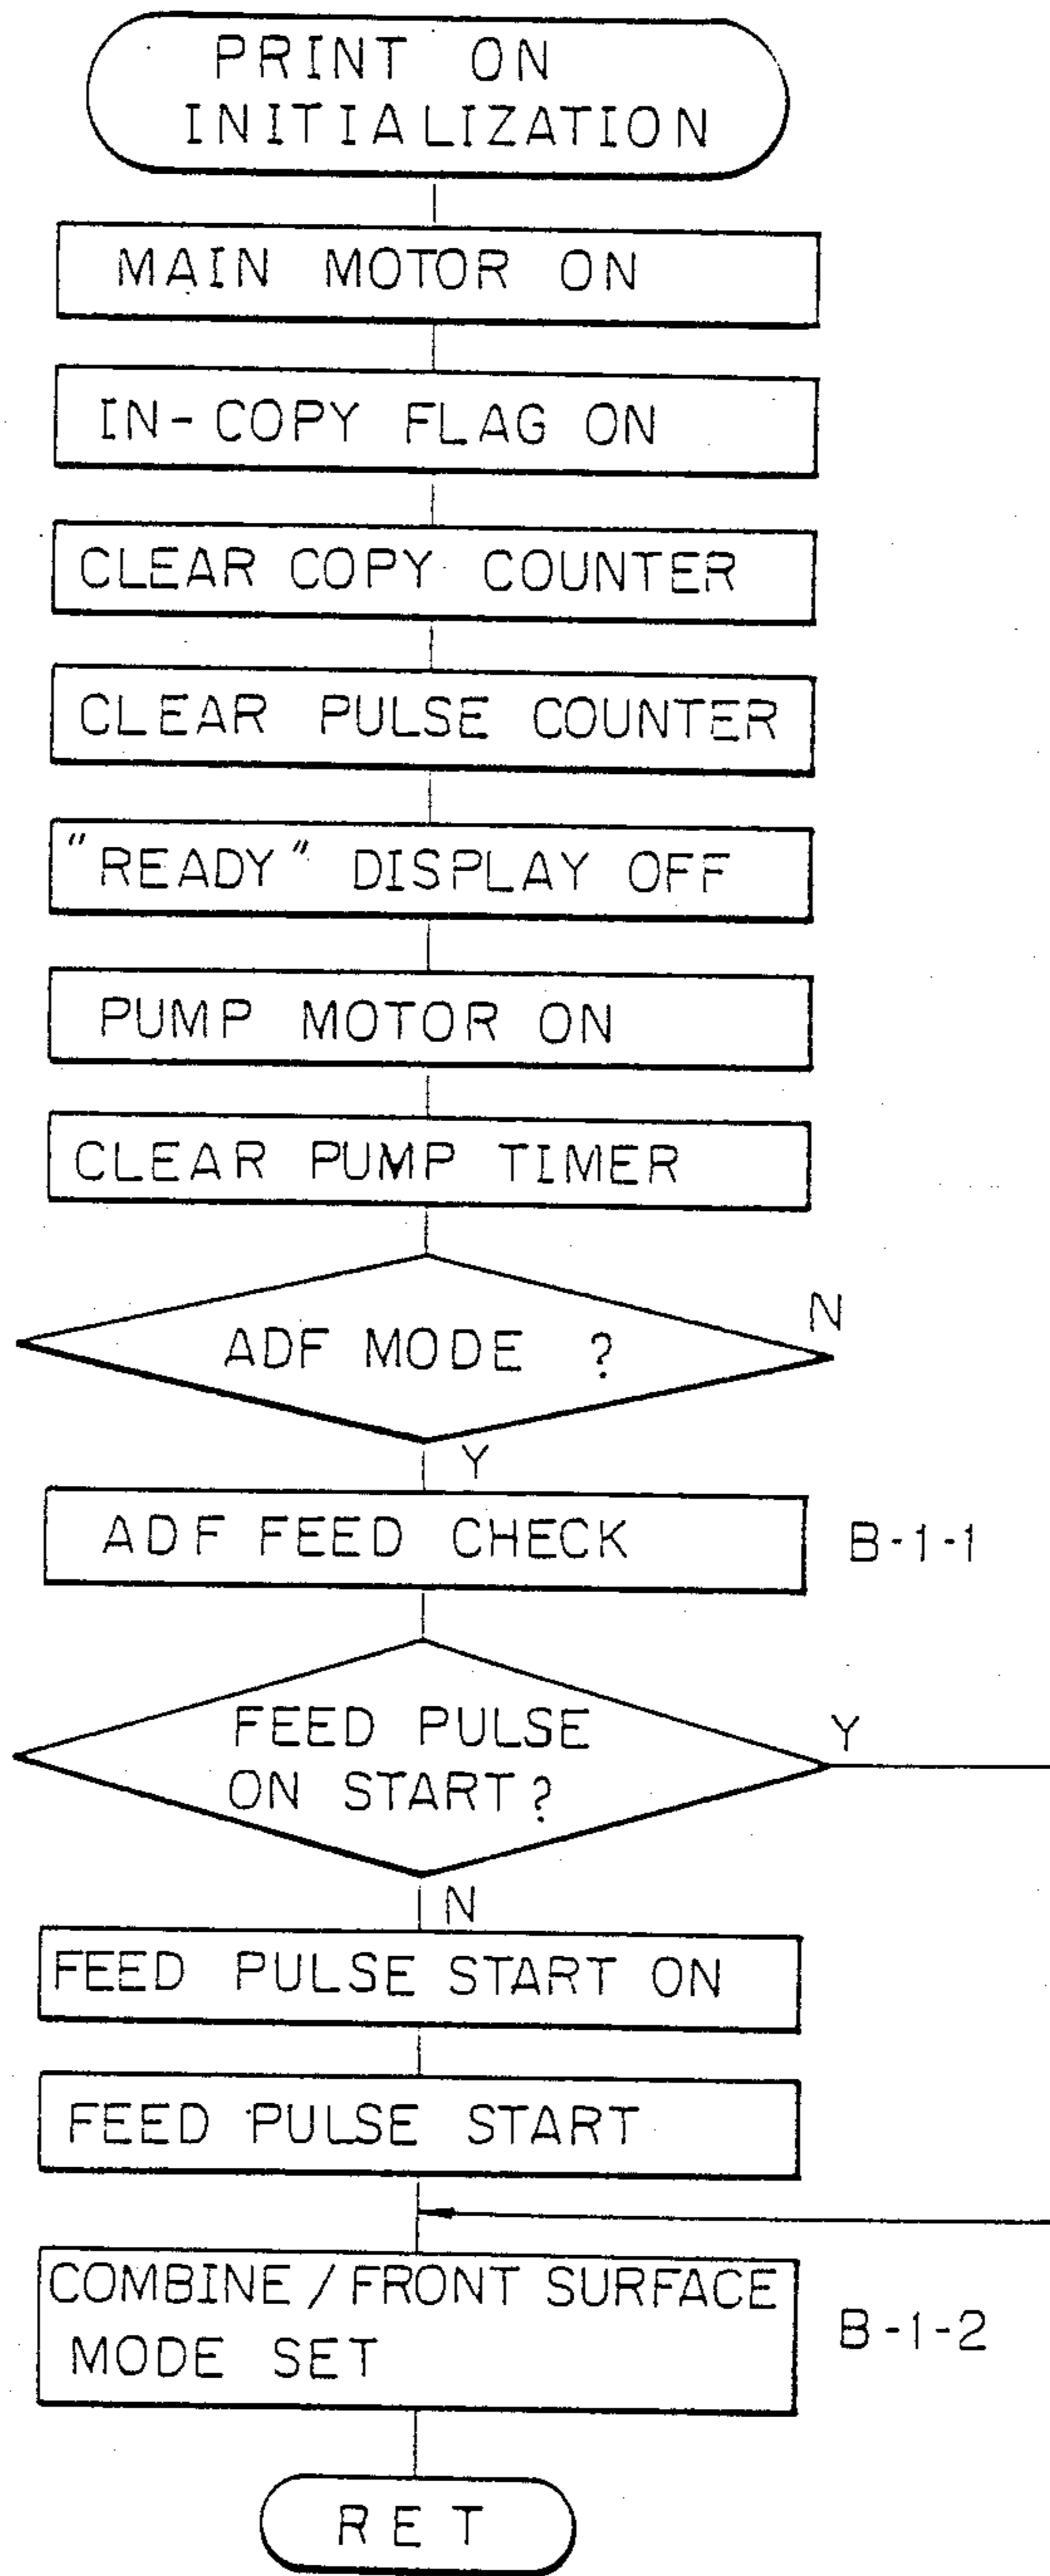 PRINT ON
INITIALIZATION
MAIN MOTOR ON
IN-COPY FLAG ON
CLEAR COPY COUNTER
CLEAR PULSE COUNTER
"READY" DISPLAY OFF
PUMP MOTOR ON
CLEAR PUMP TIMER
N
ADF MODE ?
Y
ADF FEED CHECK B-1-1
FEED PULSE Y
ON START?
N
FEED PULSE START ON
FEED PULSE START
COMBINE/FRONT SURFACE
MODE SET B-1-2
RET